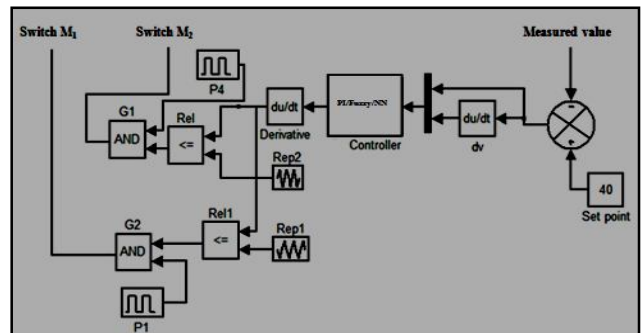 Switch M₁
Switch M₂
Measured value
P4
G1
AND
Rel
<=
du/dt
Derivative
PI/Fuzzy/NN
Controller
du/dt
dv
Rep2
40
Set point
G2
AND
Rel1
<=
Rep1
P1